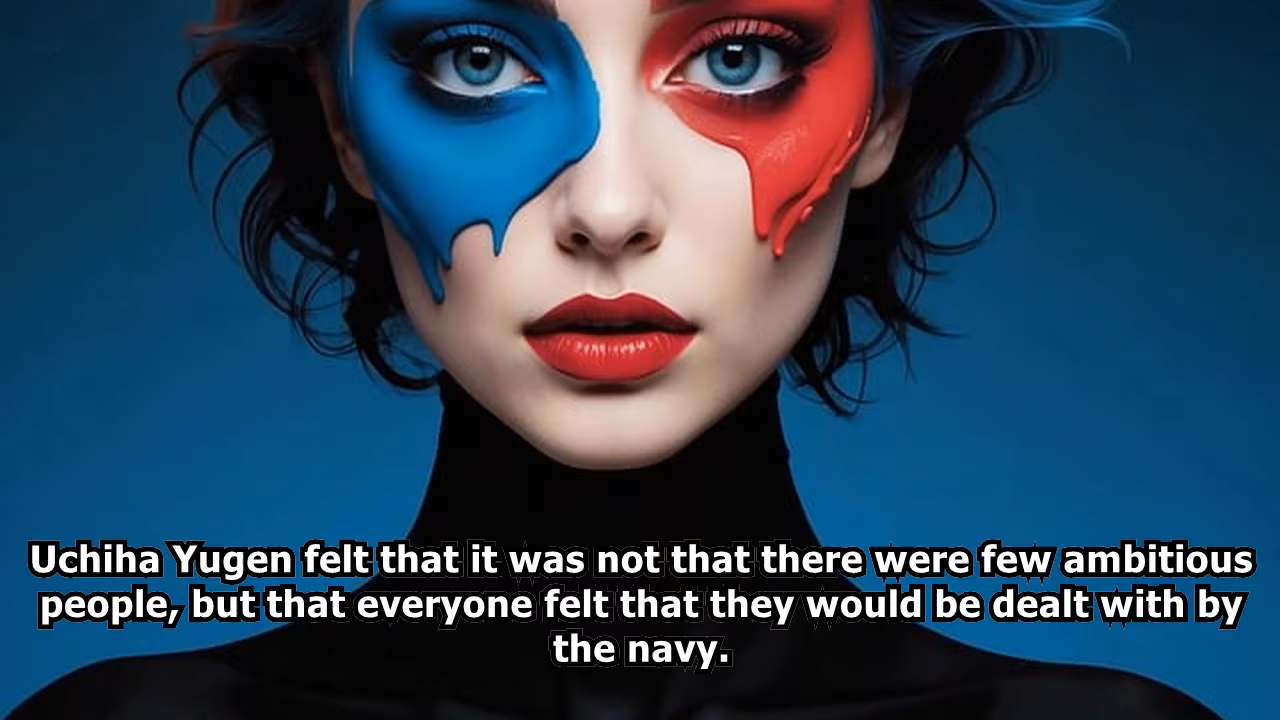 Uchiha Yugen felt that it was not that there were few ambitious
people, but that everyone felt that they would be dealt with by
the navy.